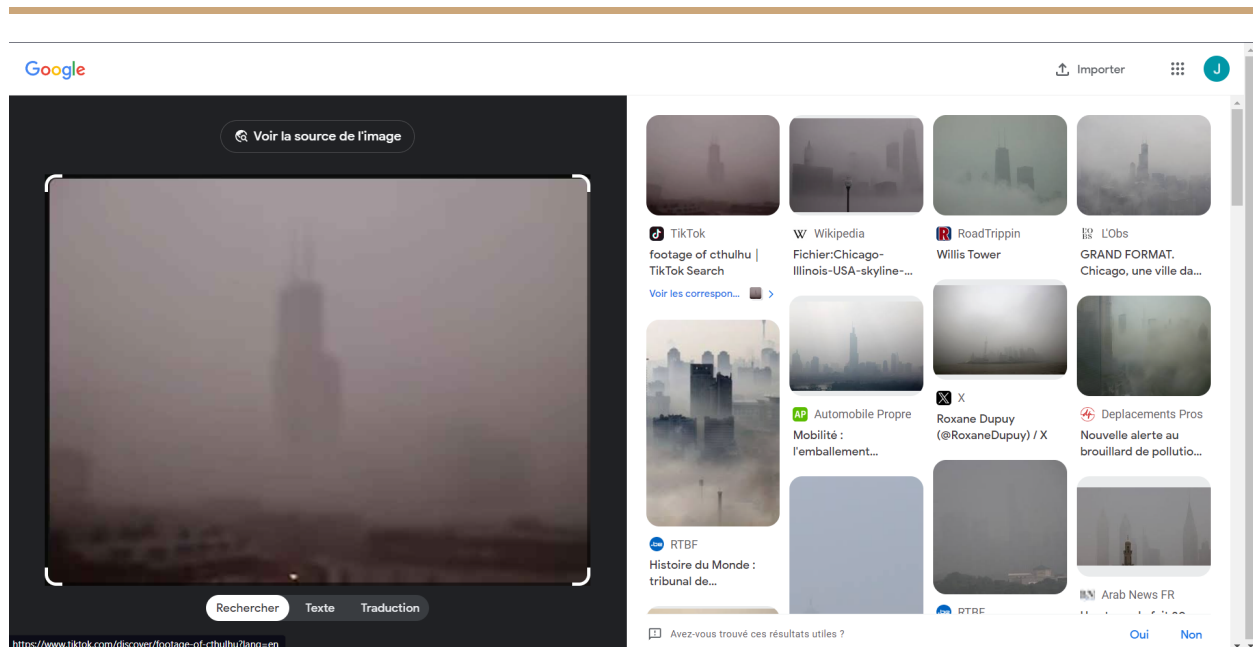 Google
Importer
J
Voir la source de l'image
Rechercher
Texte
Traduction
https://www.tiktok.com/discover/footage-of-cthulhu?lang=en
TikTok
footage of cthulhu |
TikTok Search
Voir les correspon...
W Wikipedia
Fichier:Chicago-
Illinois-USA-skyline-...
R RoadTrippin
Willis Tower
L'Obs
GRAND FORMAT.
Chicago, une ville da...
RTBF
Histoire du Monde :
tribunal de...
AP Automobile Propre
Mobilité :
l'emballement...
X
Roxane Dupuy
(@RoxaneDupuy) / X
RTBF
Deplacements Pros
Nouvelle alerte au
brouillard de pollutio...
Arab News FR
Avez-vous trouvé ces résultats utiles ?
Oui
Non